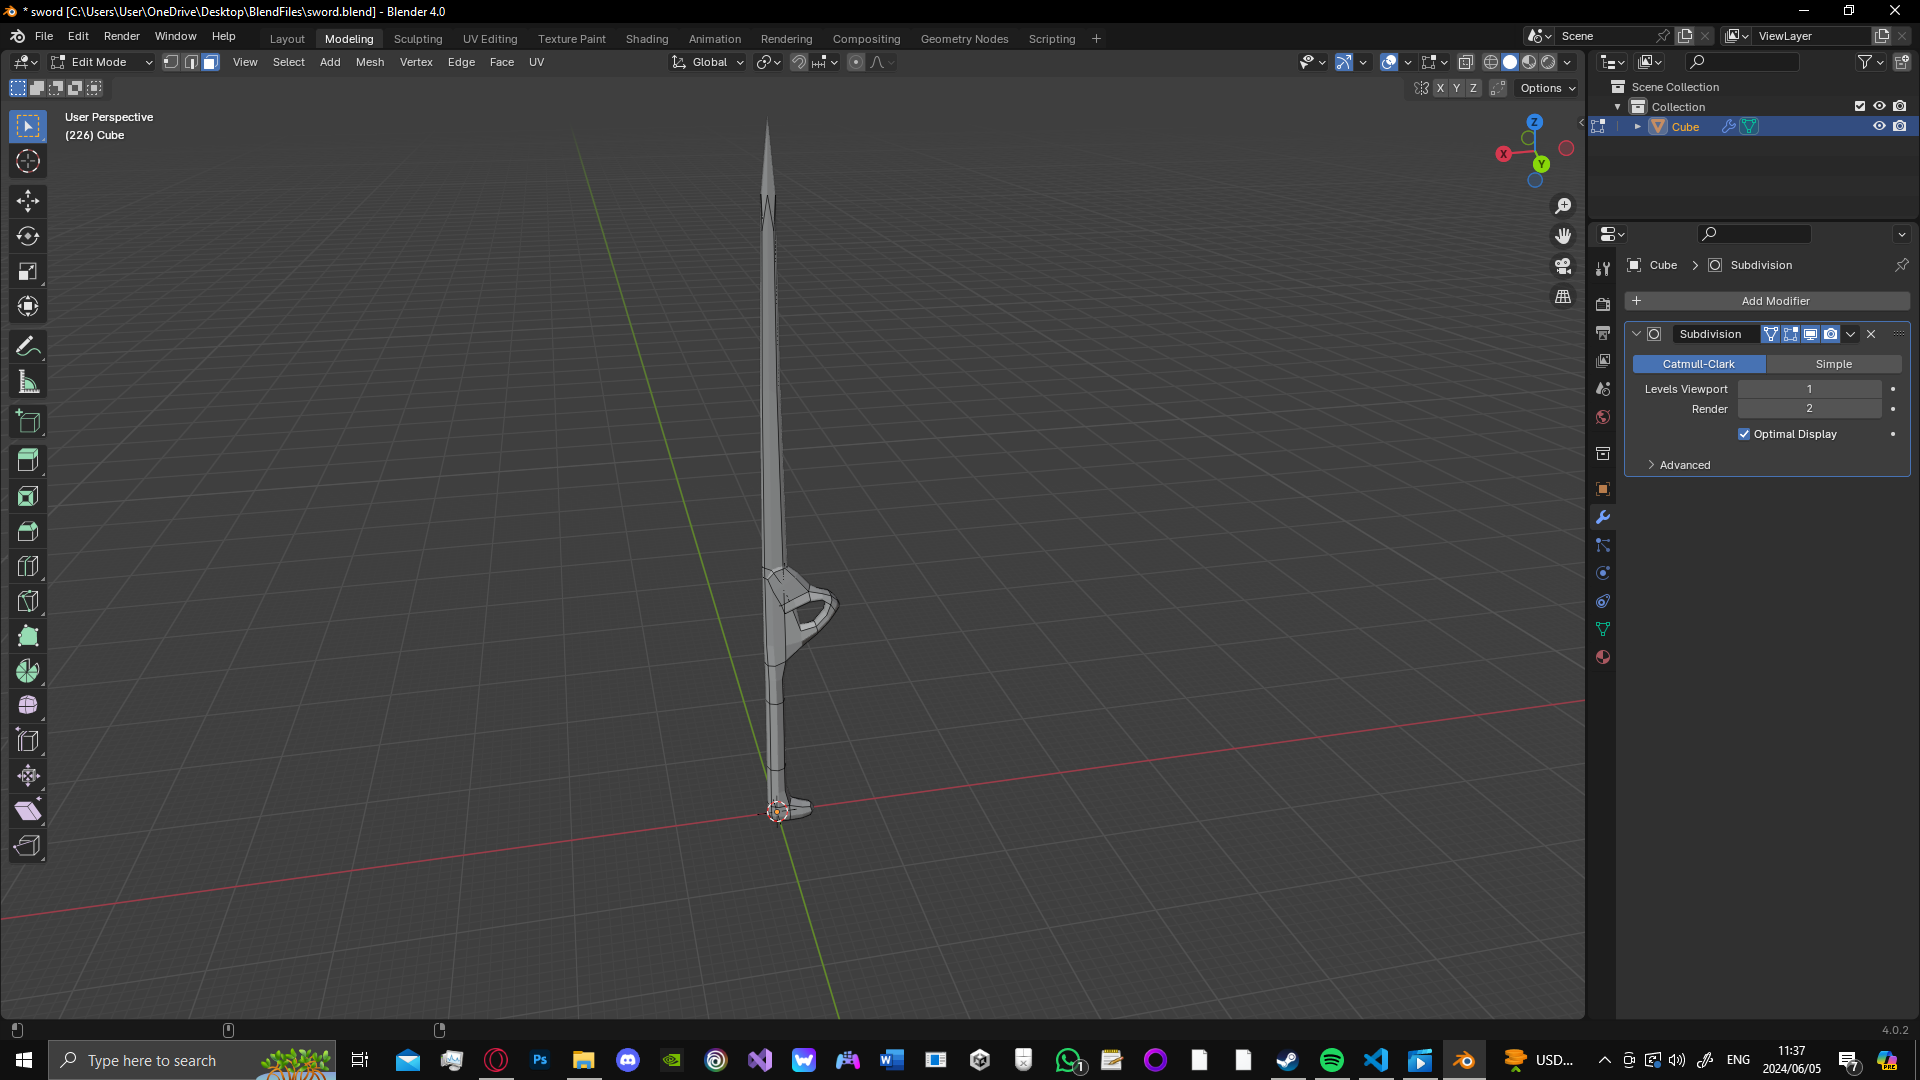 * sword [C:\Users\User\OneDrive\Desktop\BlendFiles\sword.blend] - Blender 4.0
File Edit Render Window Help
Layout Modeling Sculpting UV Editing Texture Paint Shading Animation Rendering Compositing Geometry Nodes Scripting +
Scene
ViewLayer
Edit Mode
View Select Add Mesh Vertex Edge Face UV
Global
X Y Z
Options
User Perspective
(226) Cube
Z
X
Y
Scene Collection
Collection
Cube
Cube > Subdivision
+ Add Modifier
Subdivision
Catmull-Clark Simple
Levels Viewport 1
Render 2
Optimal Display
Advanced
4.0.2
Type here to search
Ps
1
USD...
ENG
11:37
2024/06/05
7
PRE